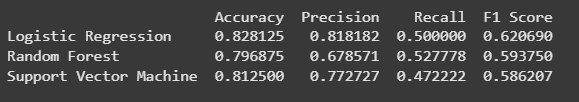 Accuracy Precision Recall F1 Score
Logistic Regression 0.828125 0.818182 0.500000 0.620690
Random Forest 0.796875 0.678571 0.527778 0.593750
Support Vector Machine 0.812500 0.772727 0.472222 0.586207